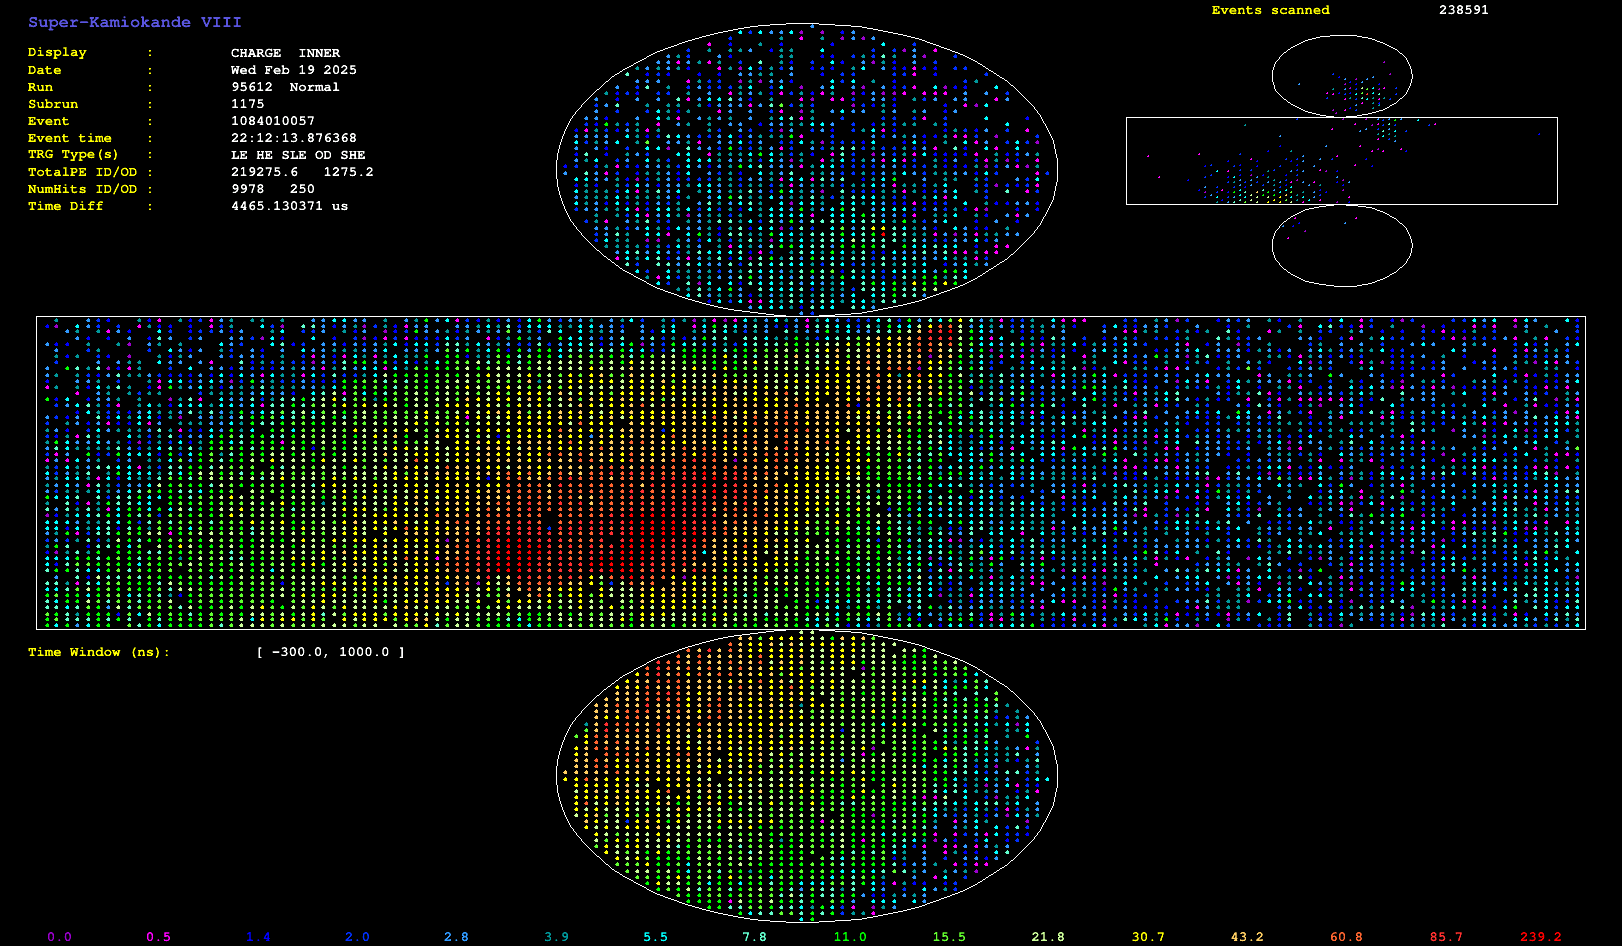 Super-Kamiokande VIII
Events scanned 238591
Display : CHARGE INNER
Date : Wed Feb 19 2025
Run : 95612 Normal
Subrun : 1175
Event : 1084010057
Event time : 22:12:13.876368
TRG Type(s) : LE HE SLE OD SHE
TotalPE ID/OD : 219275.6 1275.2
NumHits ID/OD : 9978 250
Time Diff : 4465.130371 us
Time Window (ns): [ -300.0, 1000.0 ]
0.0 0.5 1.4 2.0 2.8 3.9 5.5 7.8 11.0 15.5 21.8 30.7 43.2 60.8 85.7 239.2